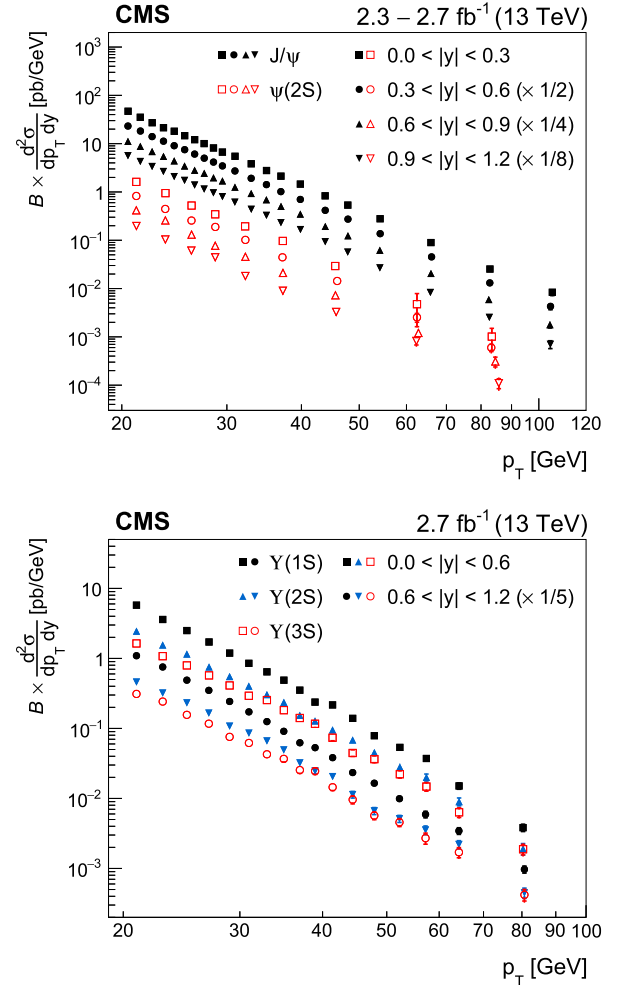 CMS 2.3 − 2.7 fb⁻¹ (13 TeV)
B × d²σ/dp_T dy [pb/GeV]
J/ψ 0.0 < |y| < 0.3
ψ(2S) 0.3 < |y| < 0.6 (× 1/2)
0.6 < |y| < 0.9 (× 1/4)
0.9 < |y| < 1.2 (× 1/8)
10³
10²
10
1
10⁻¹
10⁻²
10⁻³
10⁻⁴
20 30 40 50 60 70 80 90 100 120
p_T [GeV]
CMS 2.7 fb⁻¹ (13 TeV)
B × d²σ/dp_T dy [pb/GeV]
ϒ(1S) 0.0 < |y| < 0.6
ϒ(2S) 0.6 < |y| < 1.2 (× 1/5)
ϒ(3S)
10
1
10⁻¹
10⁻²
10⁻³
20 30 40 50 60 70 80 90 100
p_T [GeV]